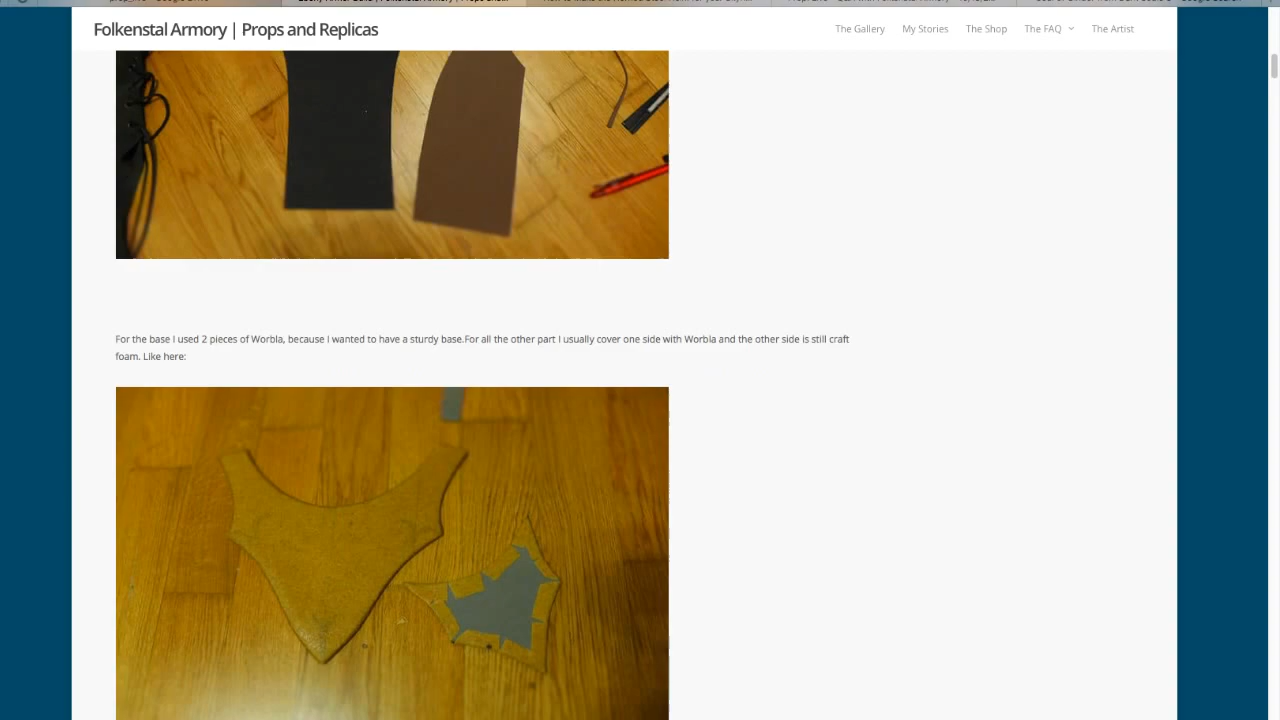 Folkenstal Armory | Props and Replicas
The Gallery
My Stories
The Shop
The FAQ
The Artist
For the base I used 2 pieces of Worbla, because I wanted to have a sturdy base.For all the other part I usually cover one side with Worbla and the other side is still craft
foam. Like here: